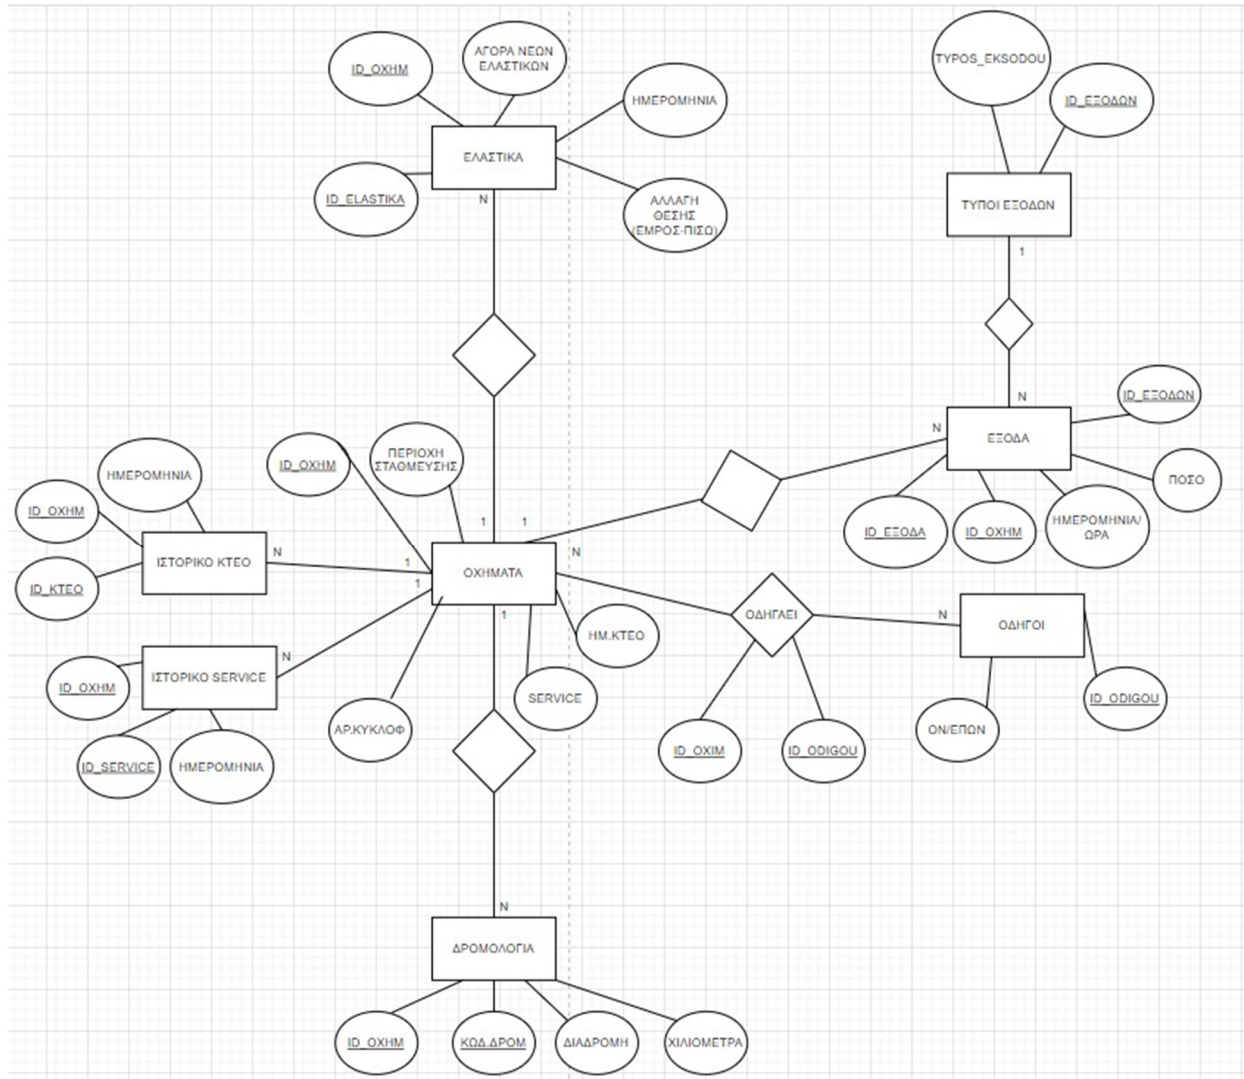 TYPOS_EKSODOU
ID_ΟΧΗΜ
ΑΓΟΡΑ ΝΕΩΝ
ΕΛΑΣΤΙΚΩΝ
ΗΜΕΡΟΜΗΝΙΑ
ID_ΕΞΟΔΩΝ
ΕΛΑΣΤΙΚΑ
ID_ELASTIKA
N
ΑΛΛΑΓΗ
ΘΕΣΗΣ
(ΕΜΡΟΣ-ΠΙΣΩ)
ΤΥΠΟΙ ΕΞΟΔΩΝ
1
N
ID_ΕΞΟΔΩΝ
N
ΕΞΟΔΑ
ΠΟΣΟ
ID_ΕΞΟΔΑ
ID_ΟΧΗΜ
ΗΜΕΡΟΜΗΝΙΑ/
ΩΡΑ
ΗΜΕΡΟΜΗΝΙΑ
ID_ΟΧΗΜ
ΠΕΡΙΟΧΗ
ΣΤΑΘΜΕΥΣΗΣ
ID_ΟΧΗΜ
1
1
ΙΣΤΟΡΙΚΟ ΚΤΕΟ
N
1
ΟΧΗΜΑΤΑ
N
ID_ΚΤΕΟ
1
1
ΟΔΗΓΑΕΙ
N
ΟΔΗΓΟΙ
ΗΜ.ΚΤΕΟ
ΙΣΤΟΡΙΚΟ SERVICE
N
ID_ΟΧΗΜ
SERVICE
ID_ODIGOU
ΑΡ.ΚΥΚΛΟΦ
ΟΝ/ΕΠΩΝ
ID_OXIM
ID_ODIGOU
ID_SERVICE
ΗΜΕΡΟΜΗΝΙΑ
N
ΔΡΟΜΟΛΟΓΙΑ
ID_ΟΧΗΜ
ΚΩΔ.ΔΡΟΜ
ΔΙΑΔΡΟΜΗ
ΧΙΛΙΟΜΕΤΡΑ